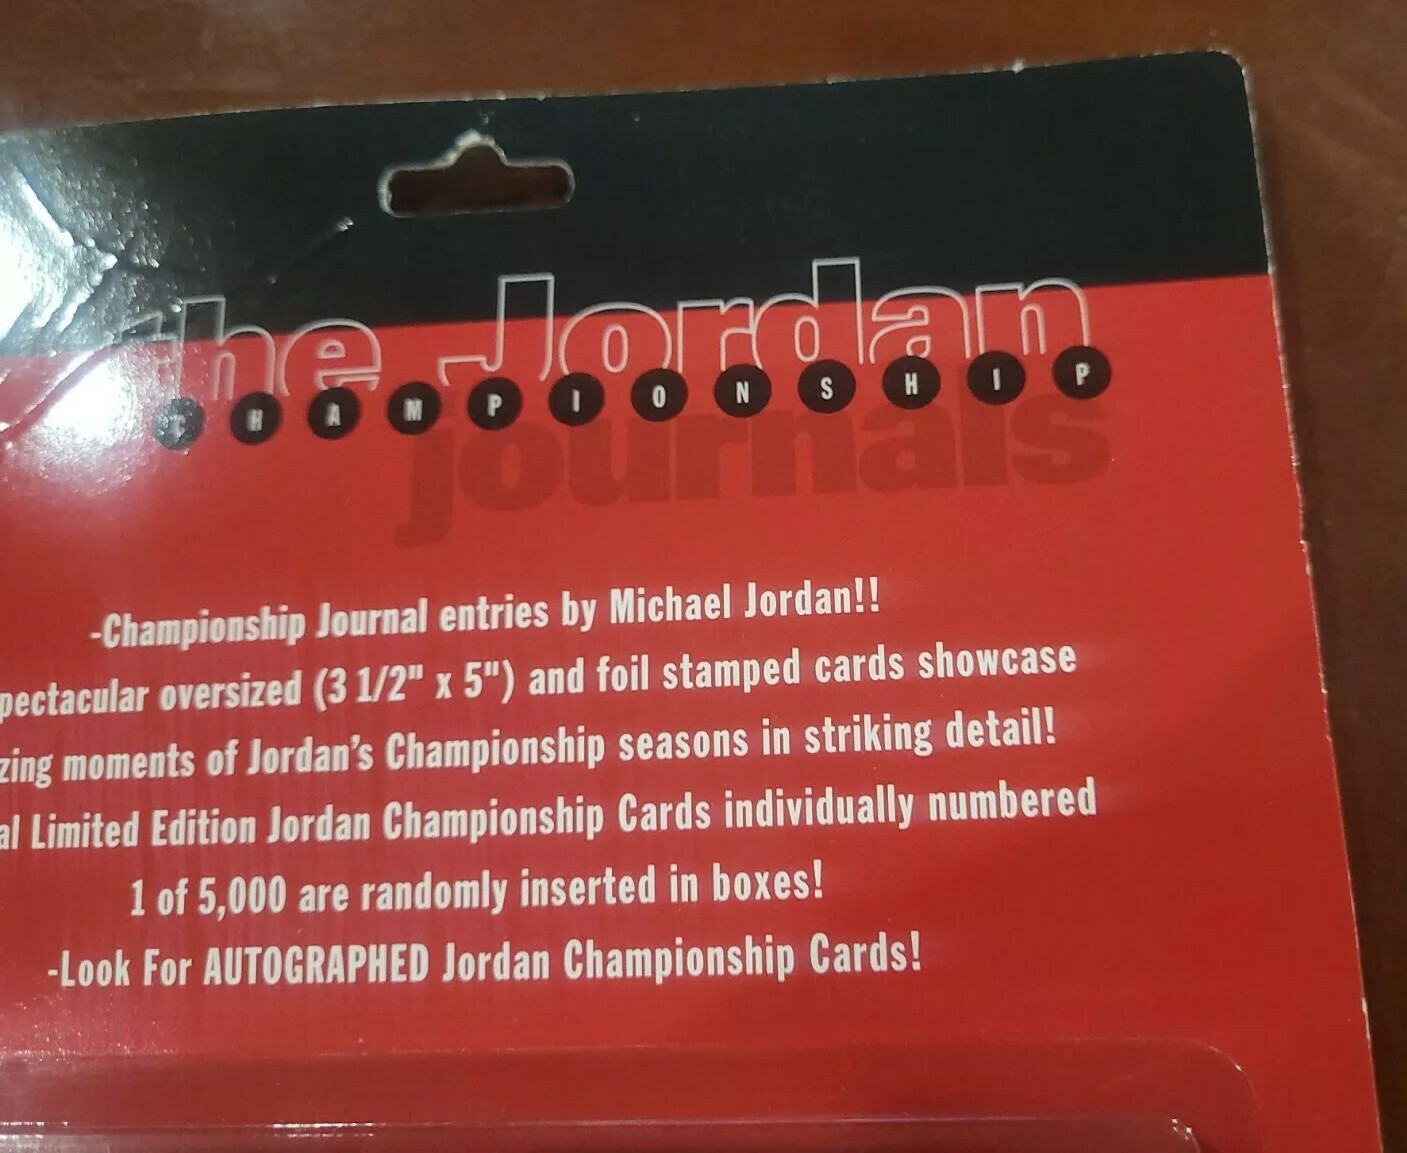 the Jordan
CHAMPIONSHIP
journals
-Championship Journal entries by Michael Jordan!!
pectacular oversized (3 1/2" x 5") and foil stamped cards showcase
zing moments of Jordan's Championship seasons in striking detail!
al Limited Edition Jordan Championship Cards individually numbered
1 of 5,000 are randomly inserted in boxes!
-Look For AUTOGRAPHED Jordan Championship Cards!